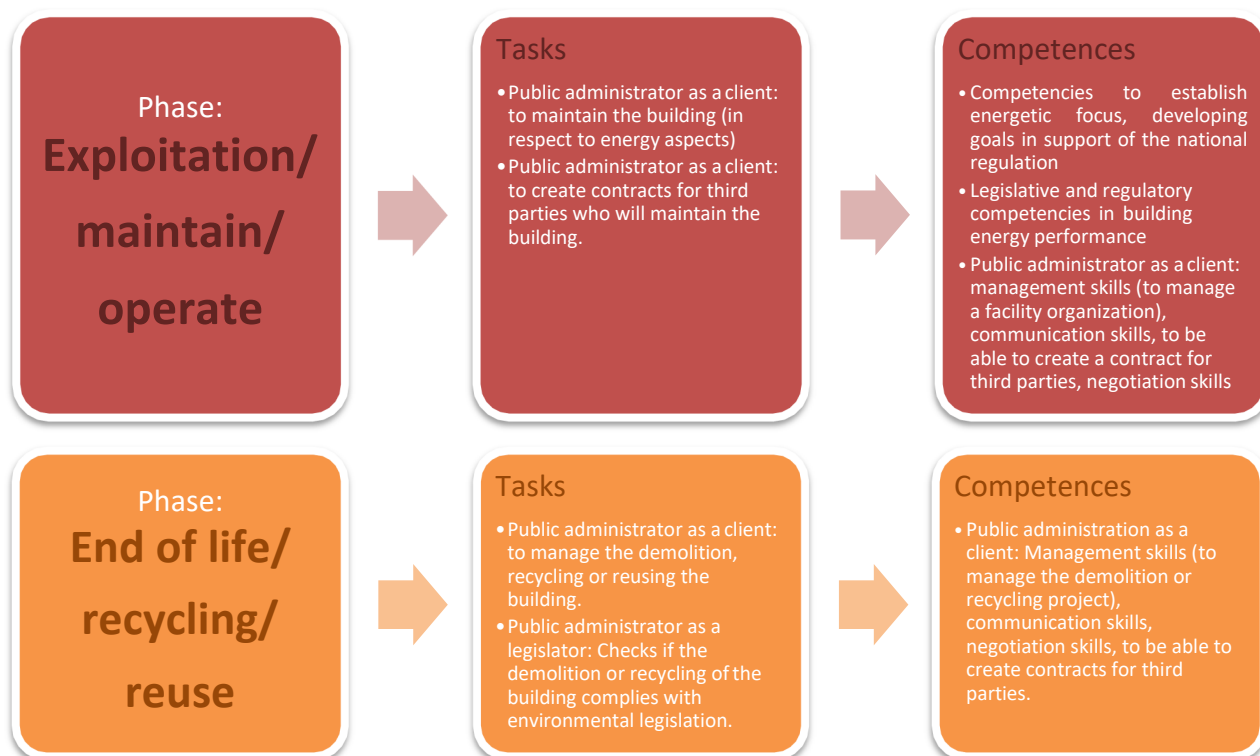 Phase:
Exploitation/
maintain/
operate
Tasks
•Public administrator as a client:
to maintain the building (in
respect to energy aspects)
•Public administrator as a client:
to create contracts for third
parties who will maintain the
building.
Competences
•Competencies to establish
energetic focus, developing
goals in support of the national
regulation
•Legislative and regulatory
competencies in building
energy performance
•Public administrator as a client:
management skills (to manage
a facility organization),
communication skills, to be
able to create a contract for
third parties, negotiation skills
Phase:
End of life/
recycling/
reuse
Tasks
•Public administrator as a client:
to manage the demolition,
recycling or reusing the
building.
•Public administrator as a
legislator: Checks if the
demolition or recycling of the
building complies with
environmental legislation.
Competences
•Public administration as a
client: Management skills (to
manage the demolition or
recycling project),
communication skills,
negotiation skills, to be able to
create contracts for third
parties.